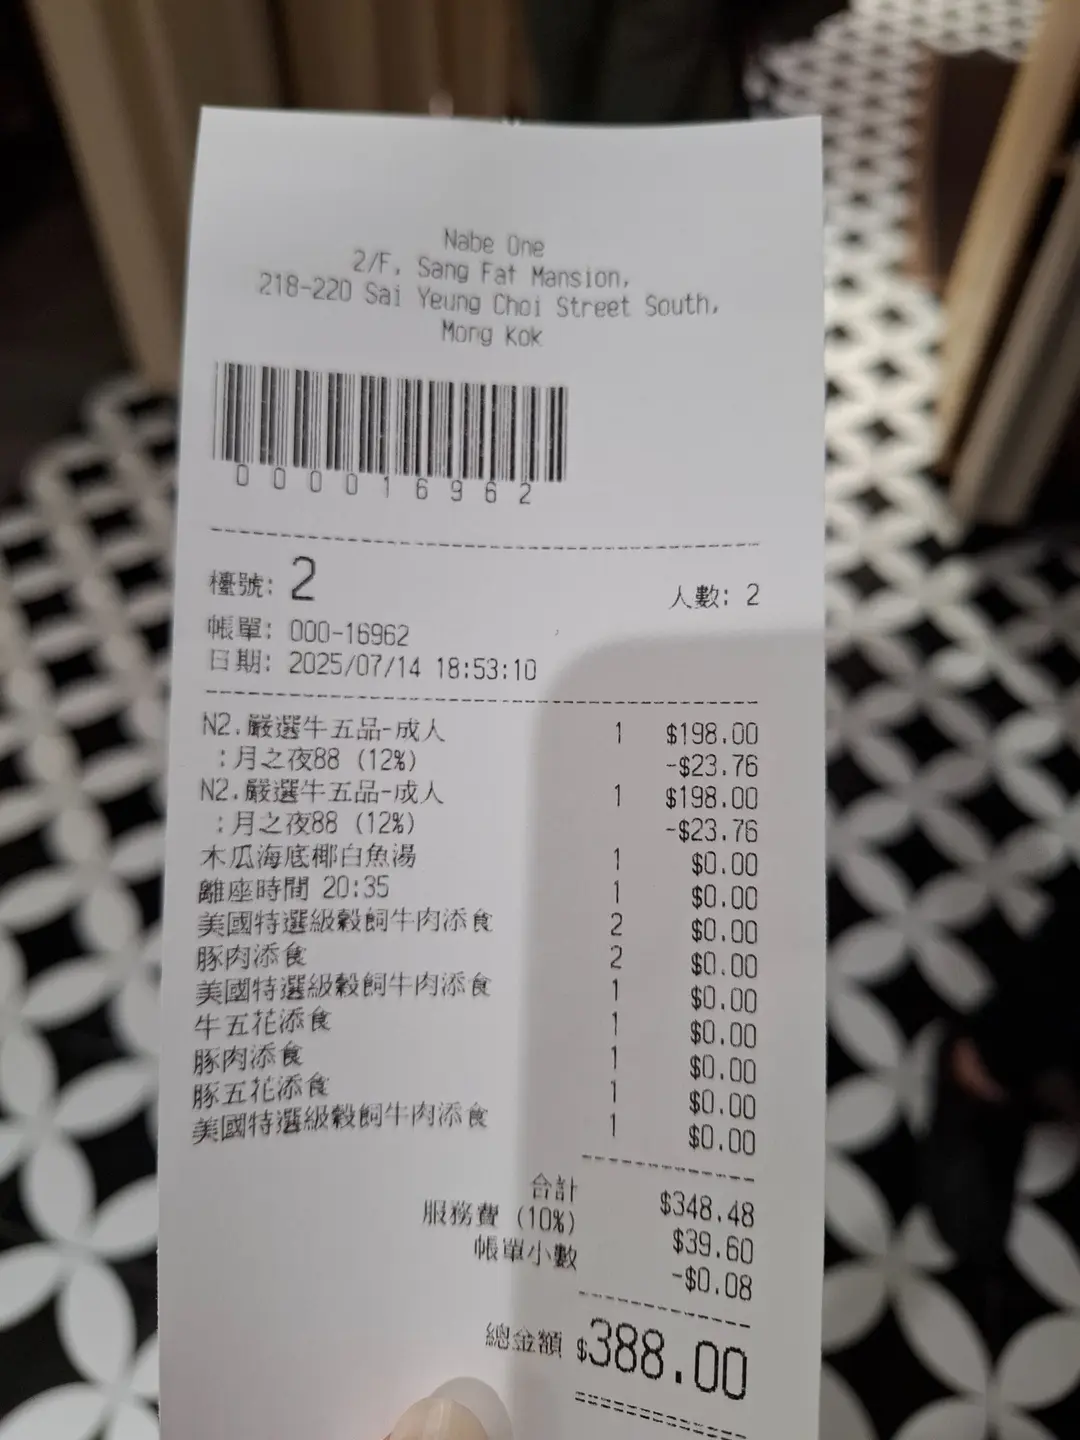 Nabe One
2/F, Sang Fat Mansion,
218-220 Sai Yeung Choi Street South,
Mong Kok
00016962
檯號: 2 人數: 2
帳單: 000-16962
日期: 2025/07/14 18:53:10
N2.嚴選牛五品-成人 1 $198.00
:月之夜88 (12%) -$23.76
N2.嚴選牛五品-成人 1 $198.00
:月之夜88 (12%) -$23.76
木瓜海底椰白魚湯 1 $0.00
離座時間 20:35 1 $0.00
美國特選級穀飼牛肉添食 2 $0.00
豚肉添食 2 $0.00
美國特選級穀飼牛肉添食 1 $0.00
牛五花添食 1 $0.00
豚肉添食 1 $0.00
豚五花添食 1 $0.00
美國特選級穀飼牛肉添食 1 $0.00
合計 $348.48
服務費 (10%) $39.60
帳單小數 -$0.08
總金額 $388.00